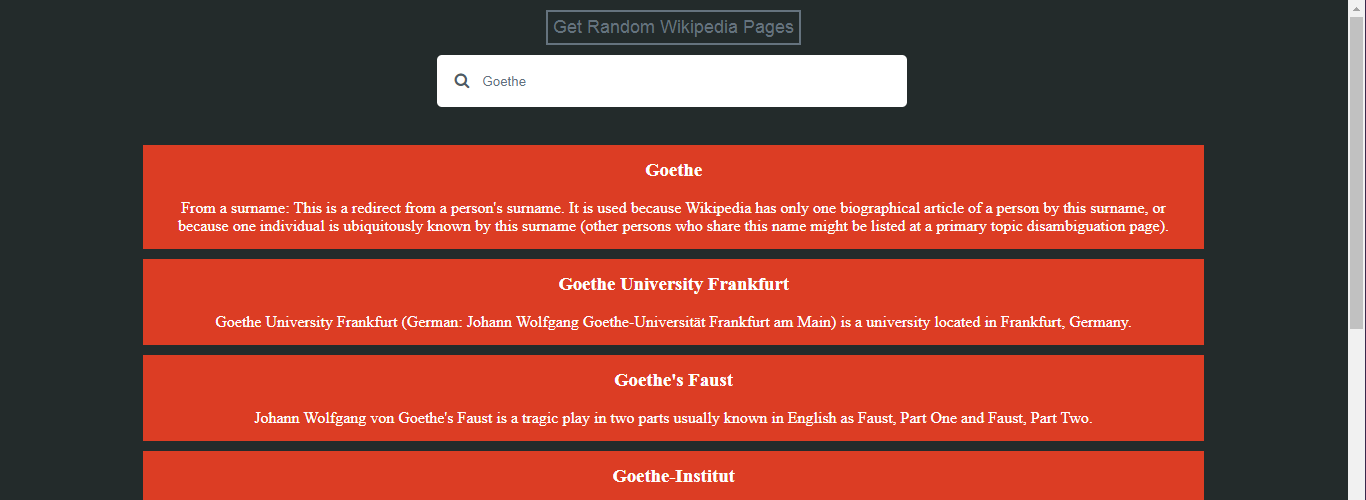 Get Random Wikipedia Pages
Goethe
Goethe
From a surname: This is a redirect from a person's surname. It is used because Wikipedia has only one biographical article of a person by this surname, or
because one individual is ubiquitously known by this surname (other persons who share this name might be listed at a primary topic disambiguation page).
Goethe University Frankfurt
Goethe University Frankfurt (German: Johann Wolfgang Goethe-Universität Frankfurt am Main) is a university located in Frankfurt, Germany.
Goethe's Faust
Johann Wolfgang von Goethe's Faust is a tragic play in two parts usually known in English as Faust, Part One and Faust, Part Two.
Goethe-Institut